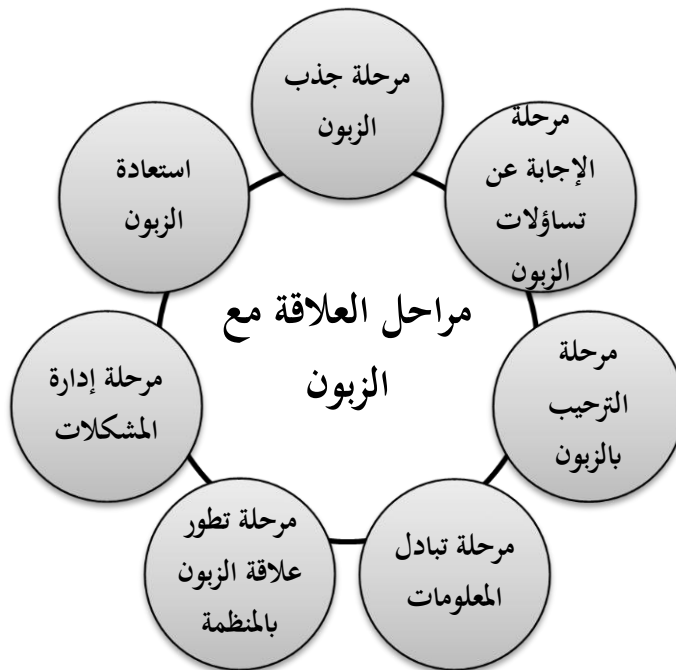 مرحلة جذب
الزبون
مرحلة
الإجابة عن
تساؤلات
الزبون
مرحلة
الترحيب
بالزبون
مرحلة تبادل
المعلومات
مرحلة تطور
علاقة الزبون
بالمنظمة
مرحلة إدارة
المشكلات
استعادة
الزبون
مراحل العلاقة مع
الزبون